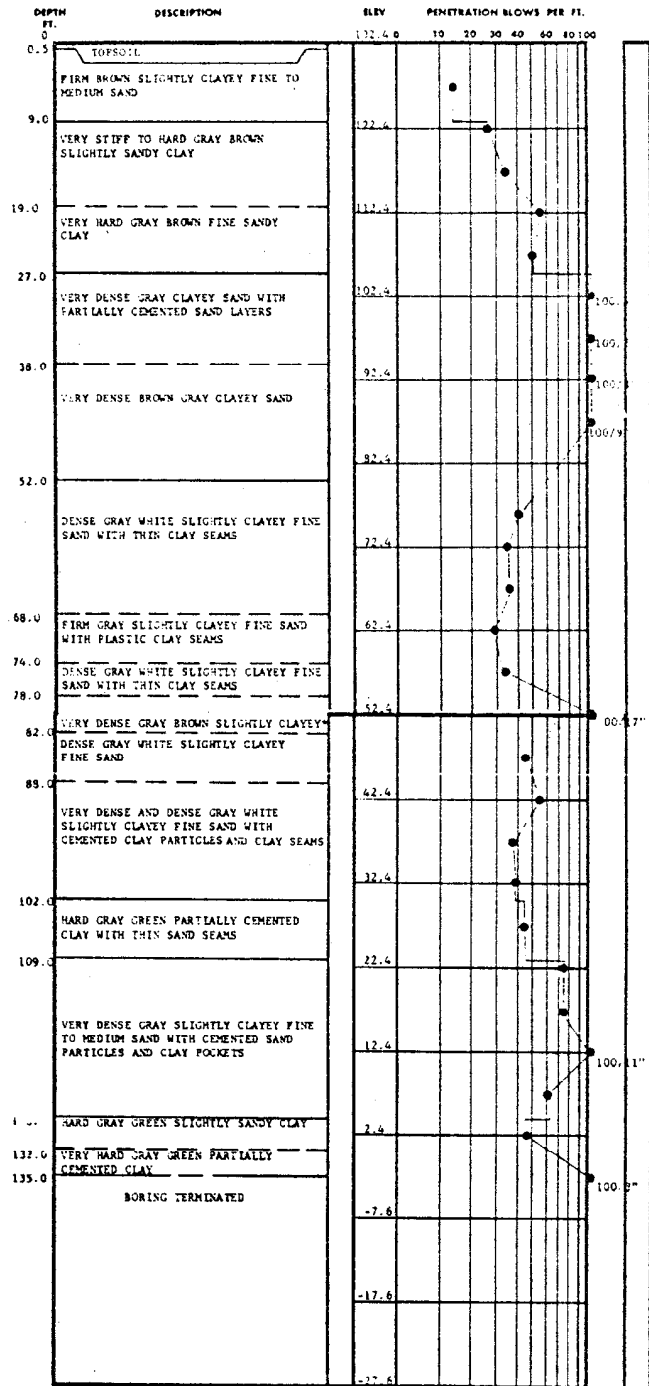 DEPTH FT. DESCRIPTION ELEV PENETRATION BLOWS PER FT.
0 132.4 0 10 20 30 40 60 80 100
0.5 TOPSOIL
FIRM BROWN SLIGHTLY CLAYEY FINE TO
MEDIUM SAND
9.0
122.4
VERY STIFF TO HARD GRAY BROWN
SLIGHTLY SANDY CLAY
19.0
112.4
VERY HARD GRAY BROWN FINE SANDY
CLAY
27.0
102.4
VERY DENSE GRAY CLAYEY SAND WITH
PARTIALLY CEMENTED SAND LAYERS
38.0
92.4
VERY DENSE BROWN GRAY CLAYEY SAND
100/9
82.4
52.0
DENSE GRAY WHITE SLIGHTLY CLAYEY FINE
SAND WITH THIN CLAY SEAMS
72.4
68.0
FIRM GRAY SLIGHTLY CLAYEY FINE SAND
WITH PLASTIC CLAY SEAMS
62.4
74.0
DENSE GRAY WHITE SLIGHTLY CLAYEY FINE
SAND WITH THIN CLAY SEAMS
78.0
52.4
VERY DENSE GRAY BROWN SLIGHTLY CLAYEY
00/7"
82.0
DENSE GRAY WHITE SLIGHTLY CLAYEY
FINE SAND
88.0
42.4
VERY DENSE AND DENSE GRAY WHITE
SLIGHTLY CLAYEY FINE SAND WITH
CEMENTED CLAY PARTICLES AND CLAY SEAMS
32.4
102.0
HARD GRAY GREEN PARTIALLY CEMENTED
CLAY WITH THIN SAND SEAMS
109.0
22.4
VERY DENSE GRAY SLIGHTLY CLAYEY FINE
TO MEDIUM SAND WITH CEMENTED SAND
PARTICLES AND CLAY POCKETS
12.4
100/11"
HARD GRAY GREEN SLIGHTLY SANDY CLAY
2.4
132.0
VERY HARD GRAY GREEN PARTIALLY
CEMENTED CLAY
135.0
BORING TERMINATED
-7.6
-17.6
-27.6